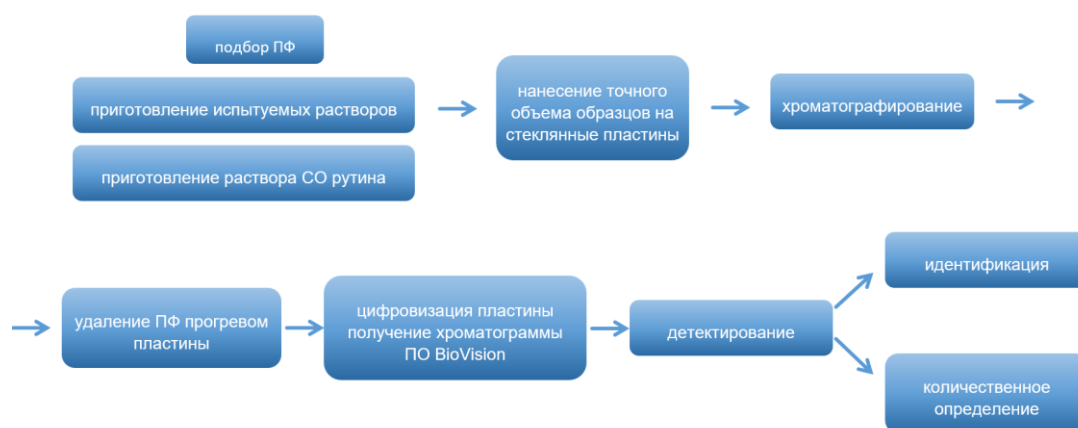 подбор ПФ
приготовление испытуемых растворов
приготовление раствора СО рутина
нанесение точного
объема образцов на
стеклянные пластины
хроматографирование
удаление ПФ прогревом
пластины
цифровизация пластины
получение хроматограммы
ПО BioVision
детектирование
идентификация
количественное
определение